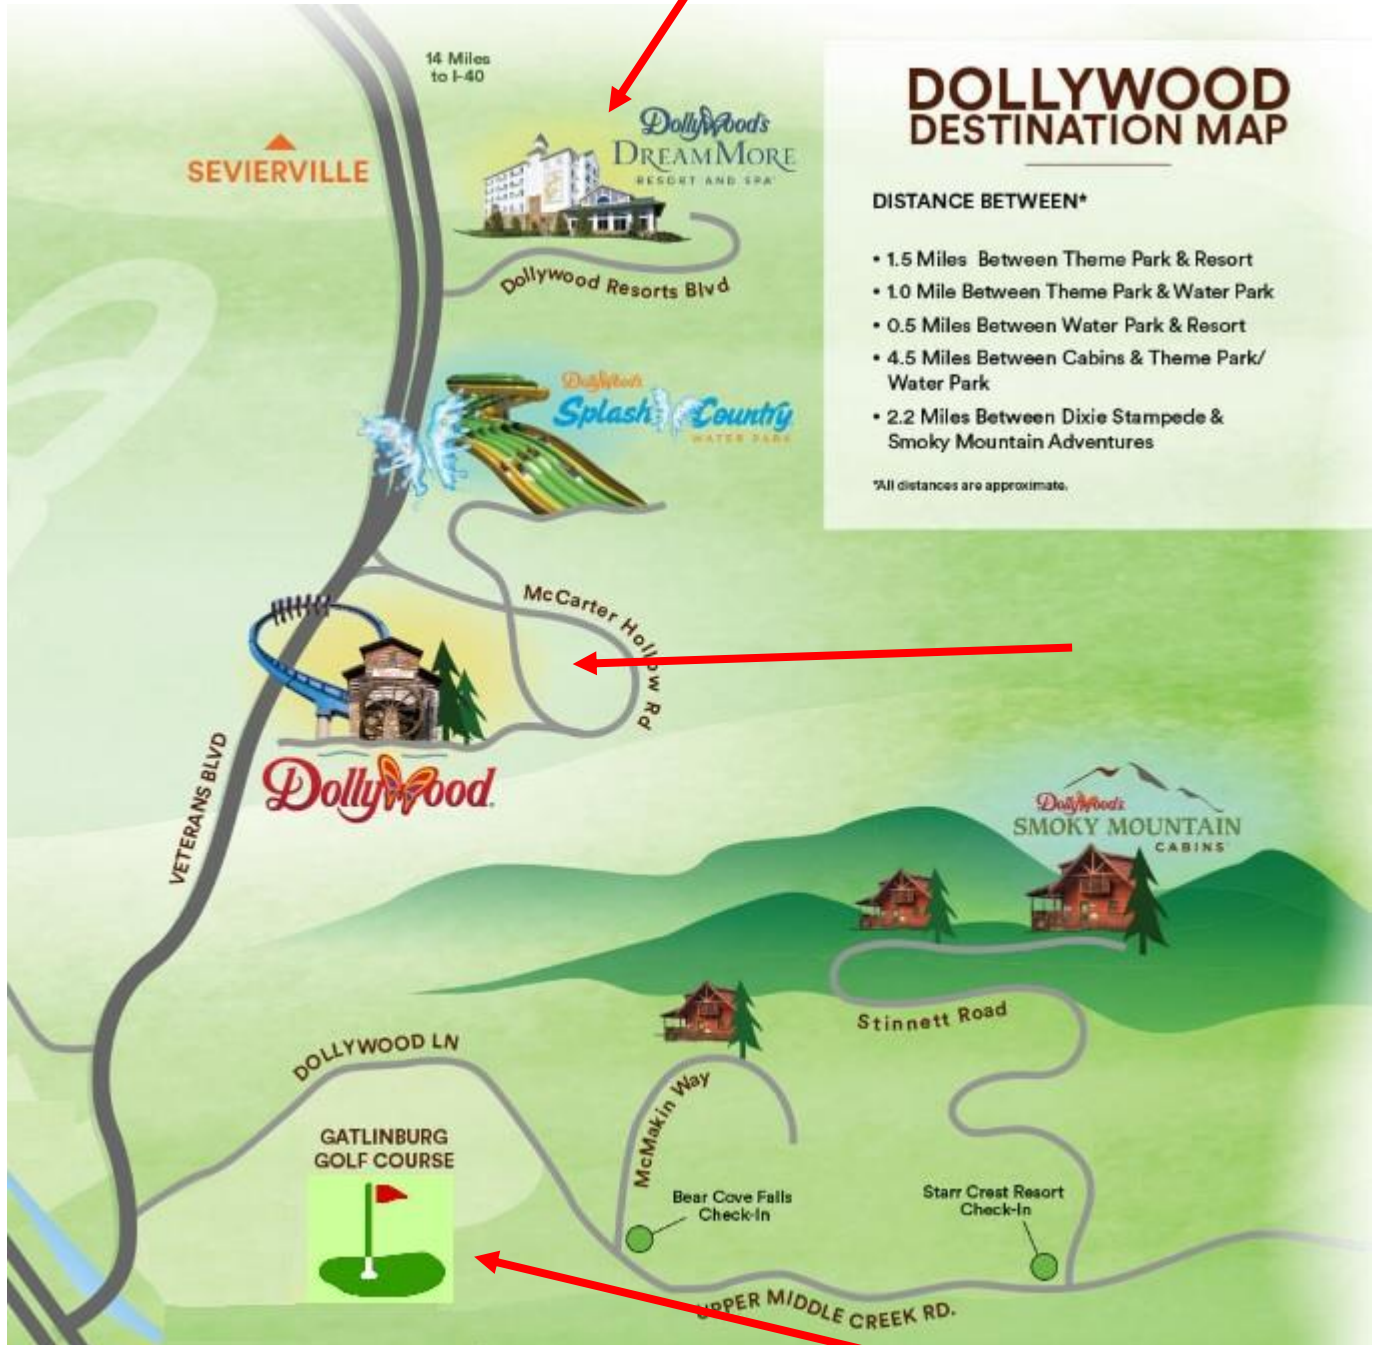 14 Miles
to I-40
SEVIERVILLE
Dollywood's
DREAMMORE
RESORT AND SPA
Dollywood Resorts Blvd
DOLLYWOOD
DESTINATION MAP
DISTANCE BETWEEN*
• 1.5 Miles Between Theme Park & Resort
• 1.0 Mile Between Theme Park & Water Park
• 0.5 Miles Between Water Park & Resort
• 4.5 Miles Between Cabins & Theme Park/
Water Park
• 2.2 Miles Between Dixie Stampede &
Smoky Mountain Adventures
*All distances are approximate.
Dollywood's
Splash Country
WATER PARK
McCarter Hollow Rd
Dollywood
VETERANS BLVD
Dollywood's
SMOKY MOUNTAIN
CABINS
Stinnett Road
DOLLYWOOD LN
McMakin Way
GATLINBURG
GOLF COURSE
Bear Cove Falls
Check-In
Starr Crest Resort
Check-In
UPPER MIDDLE CREEK RD.